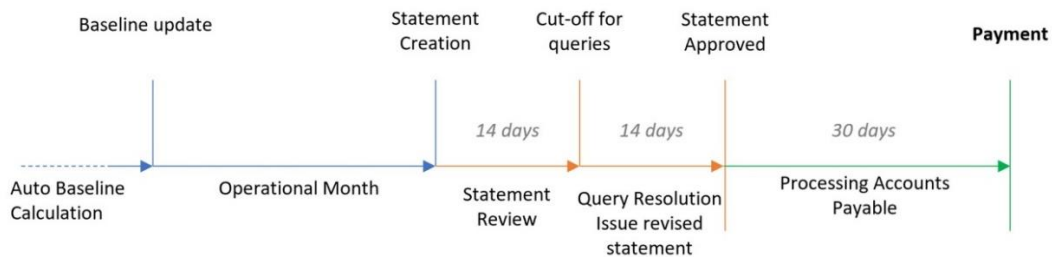 Baseline update
Statement
Creation
Cut-off for
queries
Statement
Approved
Payment
14 days
14 days
30 days
Auto Baseline
Calculation
Operational Month
Statement
Review
Query Resolution
Issue revised
statement
Processing Accounts
Payable